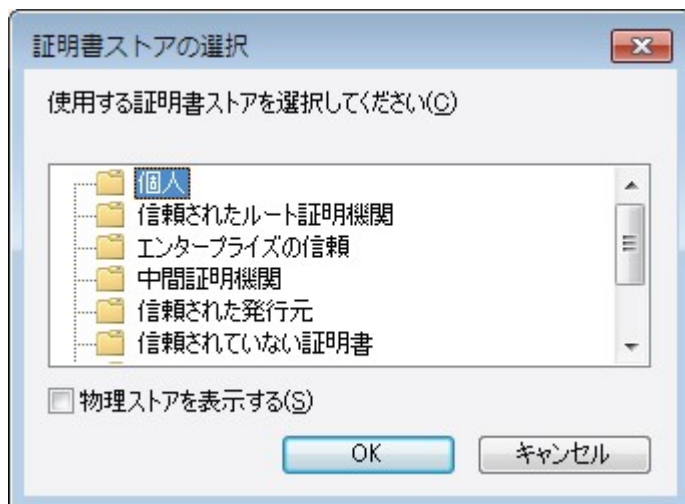 証明書ストアの選択
使用する証明書ストアを選択してください(C)
個人
信頼されたルート証明機関
エンタープライズの信頼
中間証明機関
信頼された発行元
信頼されていない証明書
物理ストアを表示する(S)
OK キャンセル